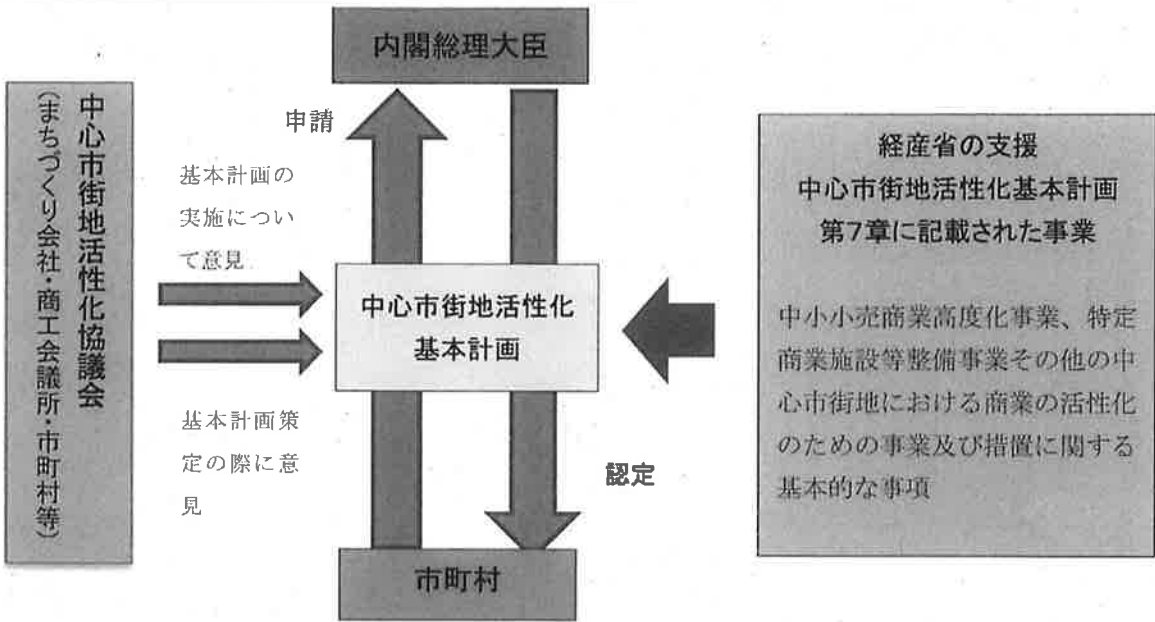 内閣総理大臣
申請
基本計画の
実施につい
て意見
中心市街地活性化協議会
(まちづくり会社・商工会議所・市町村等)
中心市街地活性化
基本計画
基本計画策
定の際に意
見
認定
市町村
経産省の支援
中心市街地活性化基本計画
第7章に記載された事業
中小小売商業高度化事業、特定
商業施設等整備事業その他の中
心市街地における商業の活性化
のための事業及び措置に関する
基本的な事項